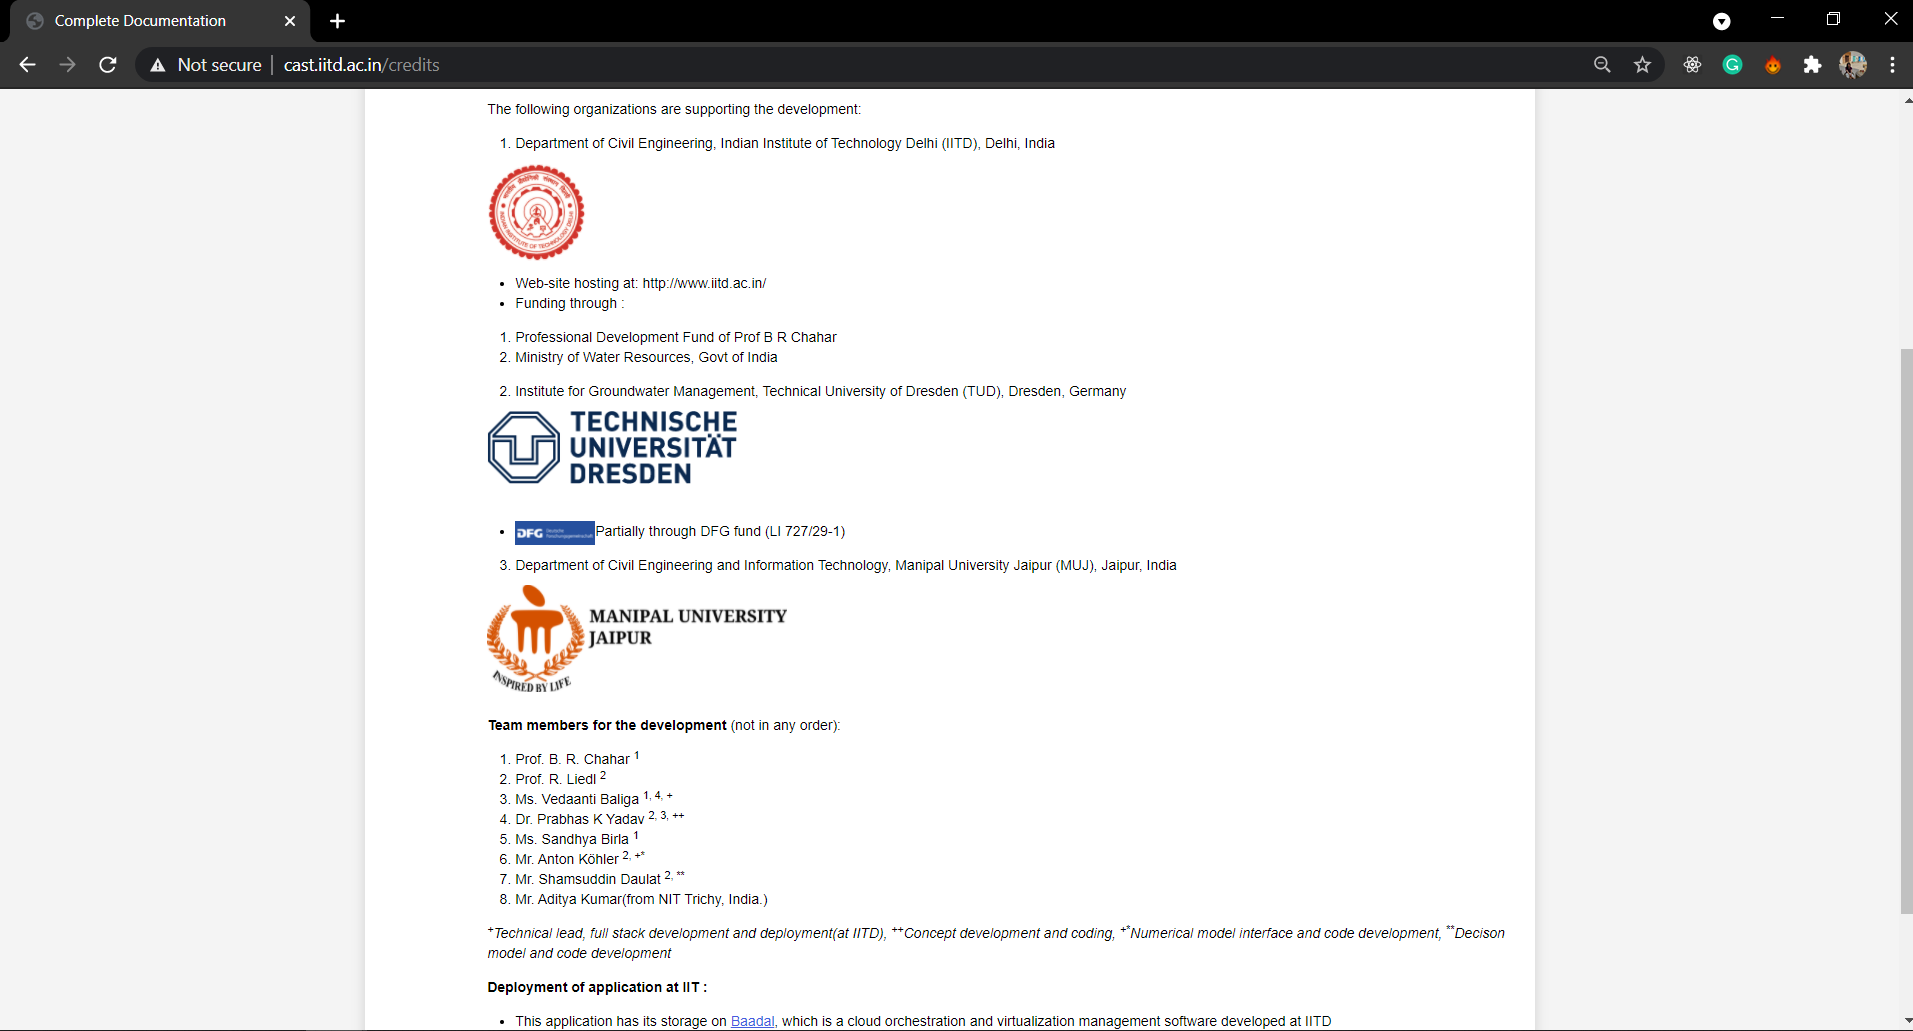 Complete Documentation
Not secure | cast.iitd.ac.in/credits
The following organizations are supporting the development:
1. Department of Civil Engineering, Indian Institute of Technology Delhi (IITD), Delhi, India
INDIAN INSTITUTE OF TECHNOLOGY DELHI
• Web-site hosting at: http://www.iitd.ac.in/
• Funding through :
1. Professional Development Fund of Prof B R Chahar
2. Ministry of Water Resources, Govt of India
2. Institute for Groundwater Management, Technical University of Dresden (TUD), Dresden, Germany
TECHNISCHE
UNIVERSITÄT
DRESDEN
• DFG Deutsche Forschungsgemeinschaft Partially through DFG fund (LI 727/29-1)
3. Department of Civil Engineering and Information Technology, Manipal University Jaipur (MUJ), Jaipur, India
MANIPAL UNIVERSITY
JAIPUR
INSPIRED BY LIFE
Team members for the development (not in any order):
1. Prof. B. R. Chahar 1
2. Prof. R. Liedl 2
3. Ms. Vedaanti Baliga 1, 4, +
4. Dr. Prabhas K Yadav 2, 3, ++
5. Ms. Sandhya Birla 1
6. Mr. Anton Köhler 2, +*
7. Mr. Shamsuddin Daulat 2, **
8. Mr. Aditya Kumar(from NIT Trichy, India.)
+Technical lead, full stack development and deployment(at IITD), ++Concept development and coding, +*Numerical model interface and code development, **Decison
model and code development
Deployment of application at IIT :
• This application has its storage on Baadal, which is a cloud orchestration and virtualization management software developed at IITD